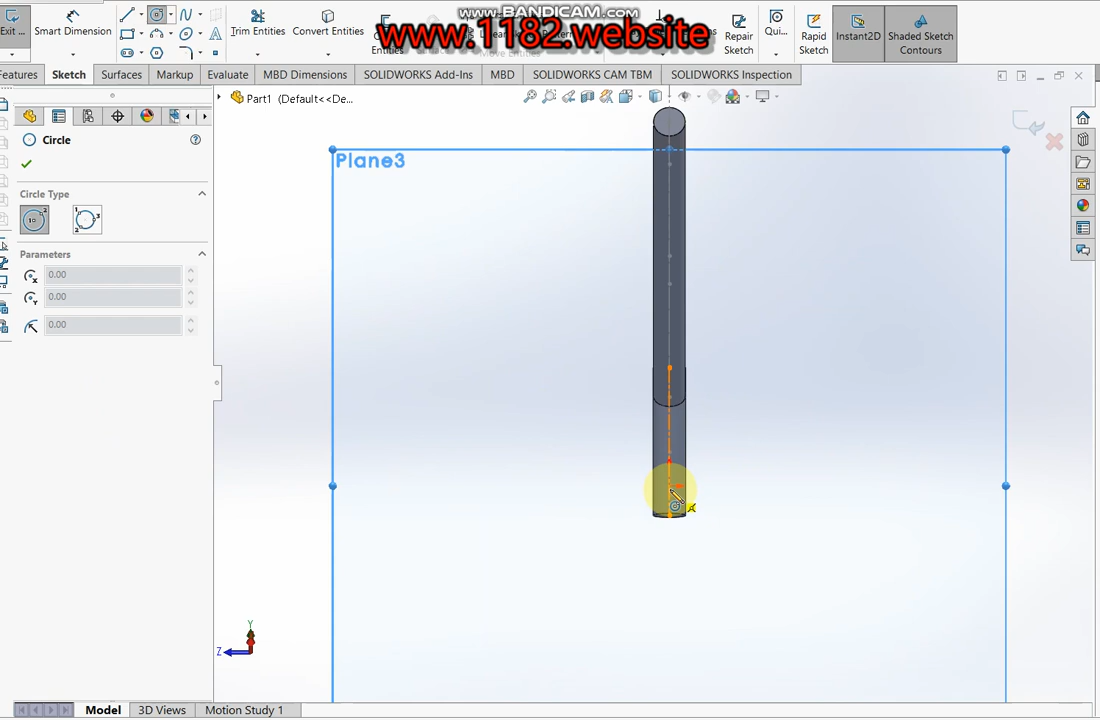 www.BANDICAM.com
www.1182.website
Exit ...
Smart Dimension
Trim Entities
Convert Entities
Entities
Move Entities
Repair Sketch
Qui...
Rapid Sketch
Instant2D
Shaded Sketch Contours
Features
Sketch
Surfaces
Markup
Evaluate
MBD Dimensions
SOLIDWORKS Add-Ins
MBD
SOLIDWORKS CAM TBM
SOLIDWORKS Inspection
Part1 (Default<<De...
Circle
Circle Type
Parameters
0.00
0.00
0.00
Plane3
Y
Z
Model
3D Views
Motion Study 1